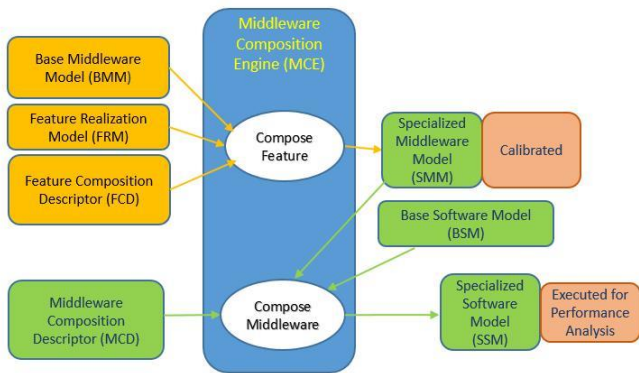 Middleware
Composition
Engine (MCE)
Base Middleware
Model (BMM)
Feature Realization
Model (FRM)
Feature Composition
Descriptor (FCD)
Compose
Feature
Specialized
Middleware
Model
(SMM)
Calibrated
Base Software Model
(BSM)
Middleware
Composition
Descriptor (MCD)
Compose
Middleware
Specialized
Software
Model
(SSM)
Executed for
Performance
Analysis